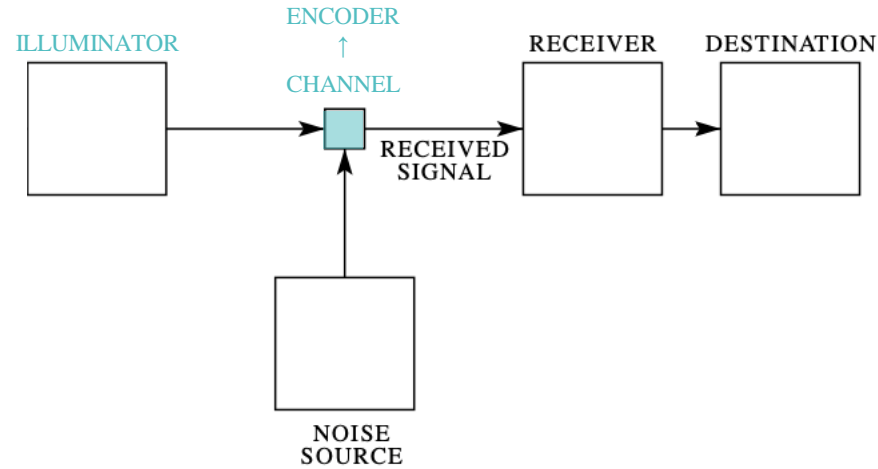 ENCODER
↑
CHANNEL
ILLUMINATOR
RECEIVER
DESTINATION
RECEIVED
SIGNAL
NOISE
SOURCE